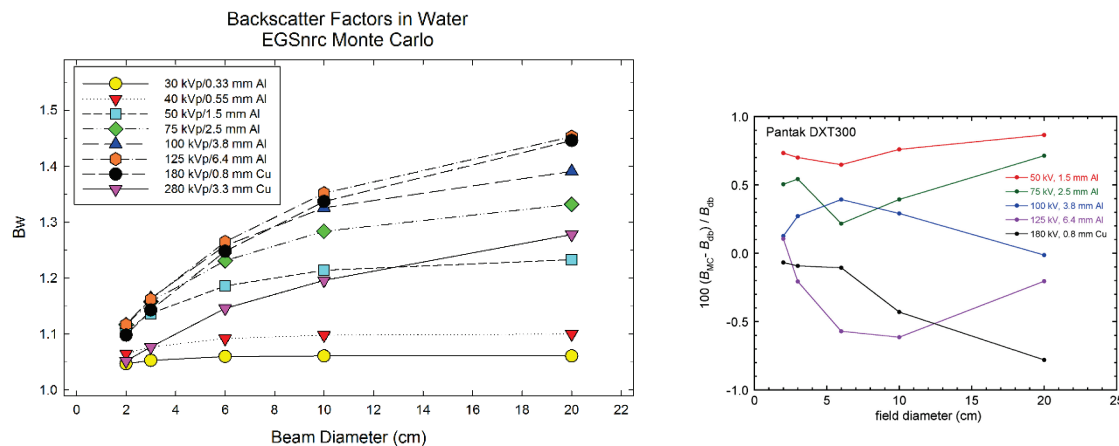 Backscatter Factors in Water
EGSnrc Monte Carlo
Bw
1.5
1.4
1.3
1.2
1.1
1.0
30 kVp/0.33 mm Al
40 kVp/0.55 mm Al
50 kVp/1.5 mm Al
75 kVp/2.5 mm Al
100 kVp/3.8 mm Al
125 kVp/6.4 mm Al
180 kVp/0.8 mm Cu
280 kVp/3.3 mm Cu
0 2 4 6 8 10 12 14 16 18 20 22
Beam Diameter (cm)
100 (B_MC- B_db) / B_db
1.0
0.5
0.0
-0.5
-1.0
Pantak DXT300
50 kV, 1.5 mm Al
75 kV, 2.5 mm Al
100 kV, 3.8 mm Al
125 kV, 6.4 mm Al
180 kV, 0.8 mm Cu
0 5 10 15 20 25
field diameter (cm)